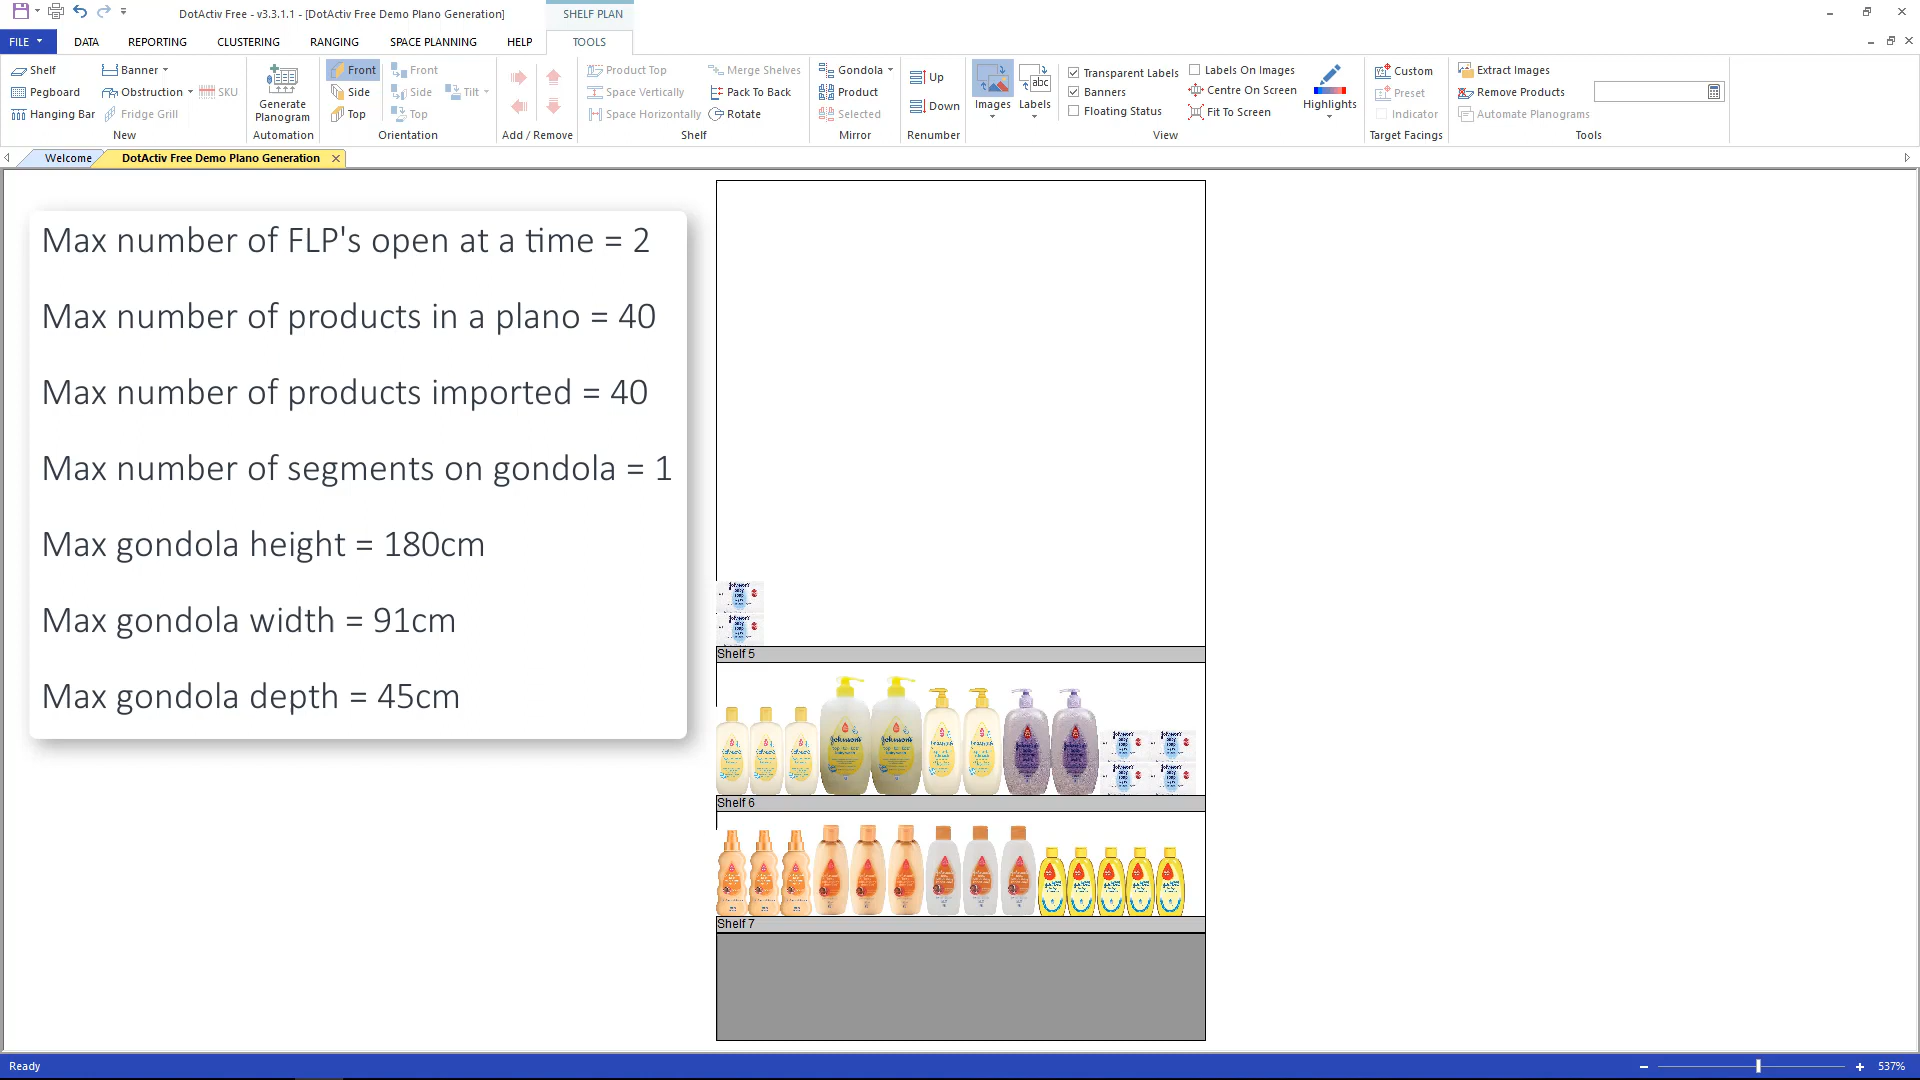 DotActiv Free - v3.3.1.1 - [DotActiv Free Demo Plano Generation]
SHELF PLAN
FILE DATA REPORTING CLUSTERING RANGING SPACE PLANNING HELP TOOLS
Shelf
Pegboard
Hanging Bar
Banner
Obstruction
Fridge Grill
SKU
New
Generate
Planogram
Automation
Front
Side
Top
Front
Side
Top
Tilt
Orientation
Add / Remove
Product Top
Space Vertically
Space Horizontally
Merge Shelves
Pack To Back
Rotate
Shelf
Gondola
Product
Selected
Mirror
Up
Down
Renumber
Images
abc
Labels
Transparent Labels
Banners
Floating Status
Labels On Images
Centre On Screen
Fit To Screen
Highlights
View
Custom
Preset
Indicator
Target Facings
Extract Images
Remove Products
Automate Planograms
Tools
Welcome
DotActiv Free Demo Plano Generation
Max number of FLP's open at a time = 2
Max number of products in a plano = 40
Max number of products imported = 40
Max number of segments on gondola = 1
Max gondola height = 180cm
Max gondola width = 91cm
Max gondola depth = 45cm
Shelf 5
Shelf 6
Shelf 7
Ready
537%